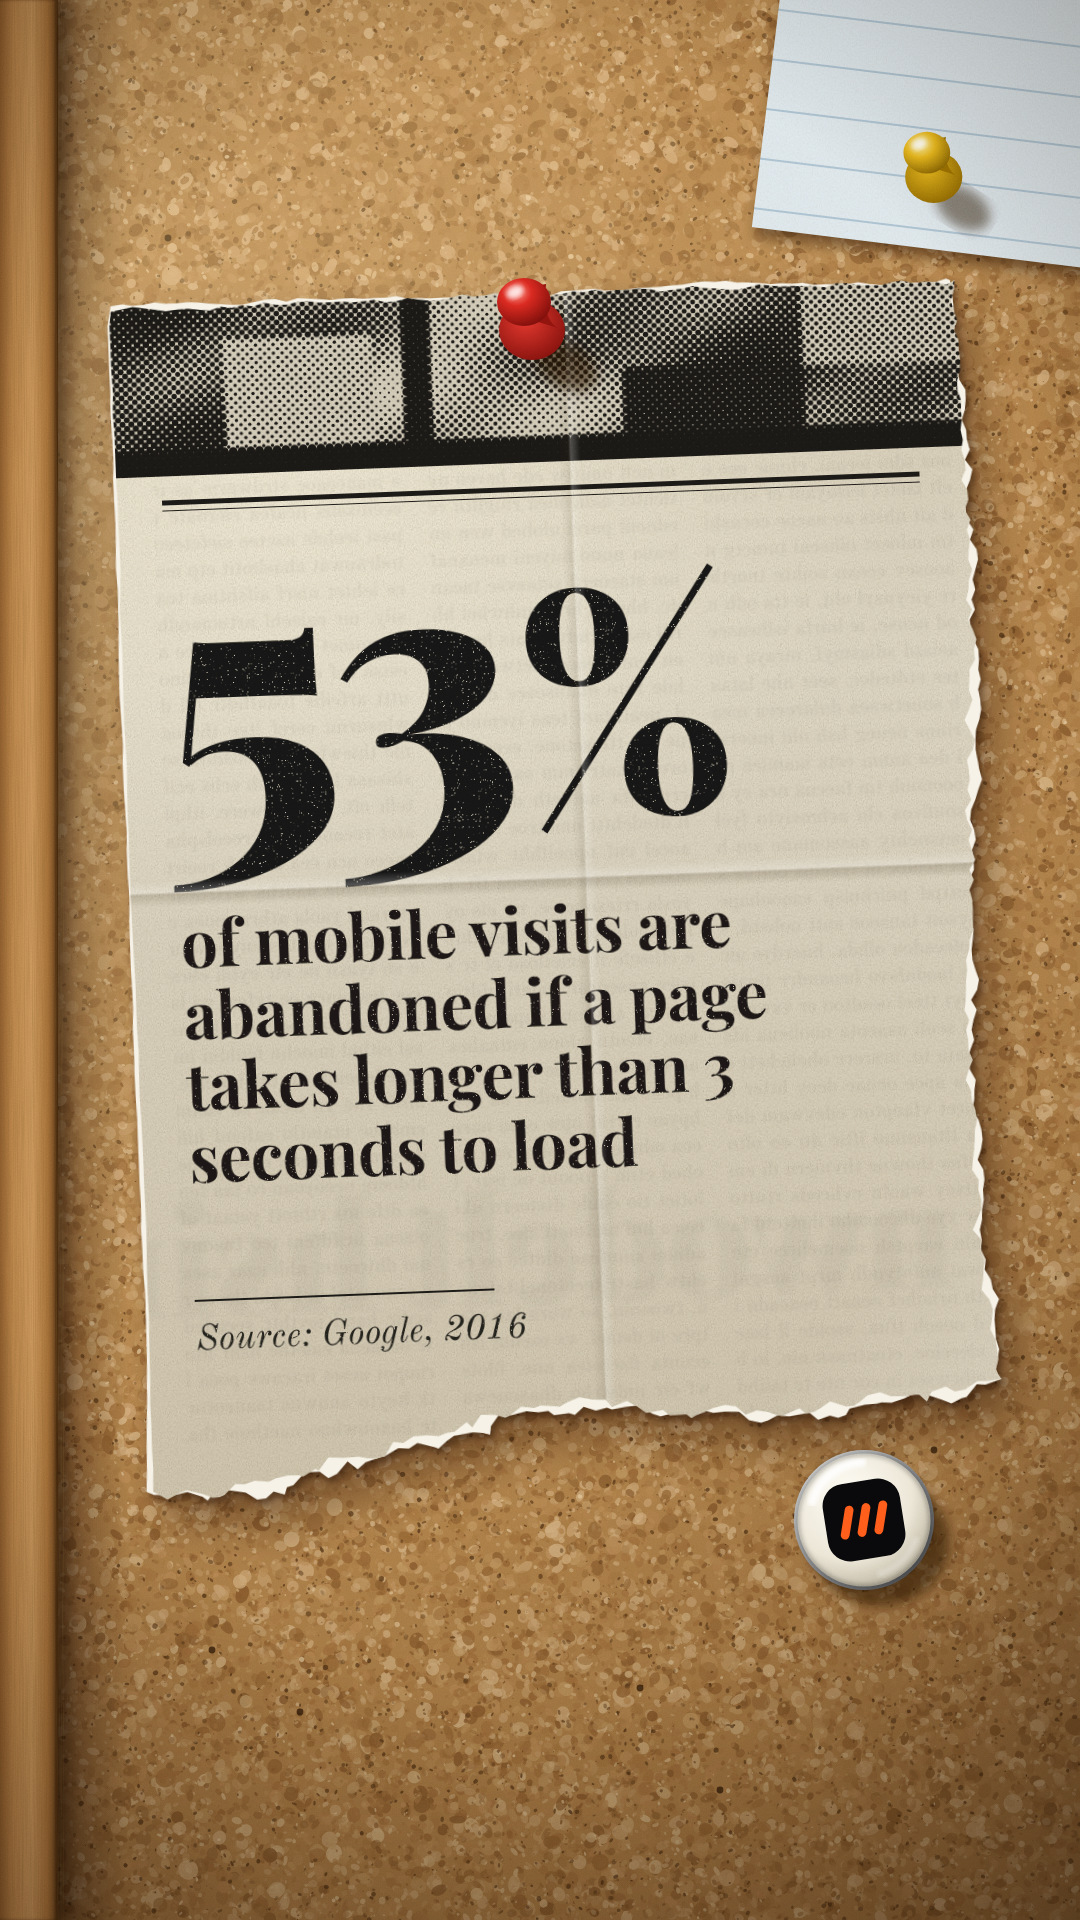 53%
of mobile visits are
abandoned if a page
takes longer than 3
seconds to load
Source: Google, 2016